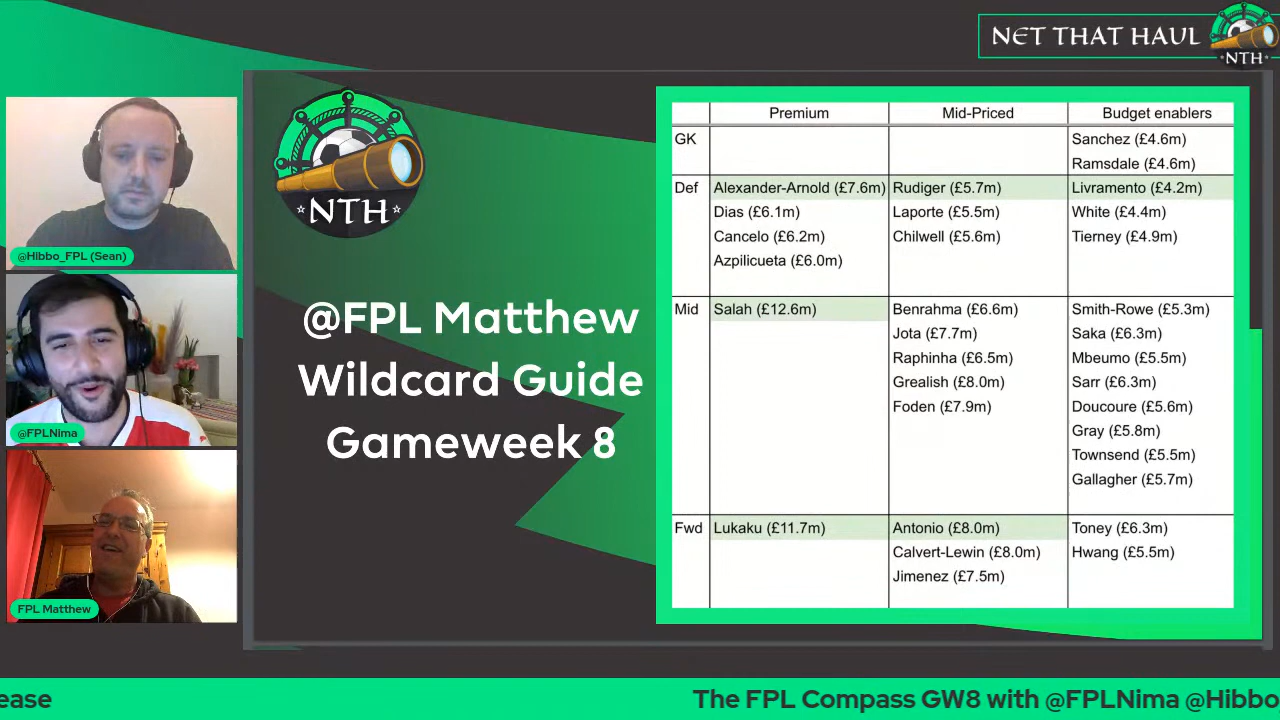 NET THAT HAUL
NTH
@Hibbo_FPL (Sean)
@FPLNima
FPL Matthew
NTH
@FPL Matthew
Wildcard Guide
Gameweek 8
Premium Mid-Priced Budget enablers
GK Sanchez (£4.6m)
Ramsdale (£4.6m)
Def Alexander-Arnold (£7.6m) Rudiger (£5.7m) Livramento (£4.2m)
Dias (£6.1m) Laporte (£5.5m) White (£4.4m)
Cancelo (£6.2m) Chilwell (£5.6m) Tierney (£4.9m)
Azpilicueta (£6.0m)
Mid Salah (£12.6m) Benrahma (£6.6m) Smith-Rowe (£5.3m)
Jota (£7.7m) Saka (£6.3m)
Raphinha (£6.5m) Mbeumo (£5.5m)
Grealish (£8.0m) Sarr (£6.3m)
Foden (£7.9m) Doucoure (£5.6m)
Gray (£5.8m)
Townsend (£5.5m)
Gallagher (£5.7m)
Fwd Lukaku (£11.7m) Antonio (£8.0m) Toney (£6.3m)
Calvert-Lewin (£8.0m) Hwang (£5.5m)
Jimenez (£7.5m)
ease The FPL Compass GW8 with @FPLNima @Hibbo